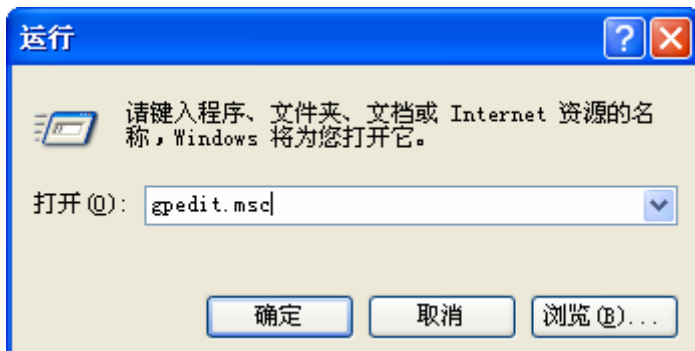 运行
请键入程序、文件夹、文档或 Internet 资源的名
称，Windows 将为您打开它。
打开(O): gpedit.msc
确定 取消 浏览(B)...